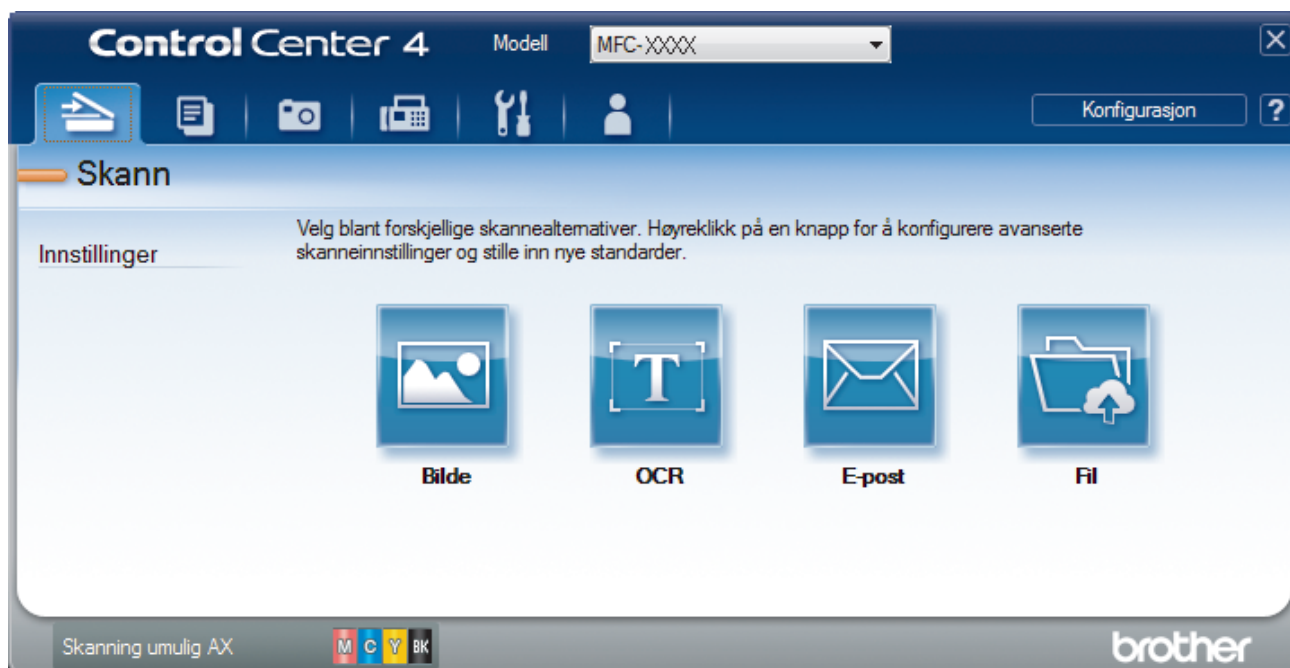 ControlCenter 4 Modell MFC-XXXX
Konfigurasjon ?
Skann
Innstillinger
Velg blant forskjellige skannealternativer. Høyreklikk på en knapp for å konfigurere avanserte
skanneinnstillinger og stille inn nye standarder.
T
Bilde OCR E-post Fil
Skanning umulig AX M C Y BK brother